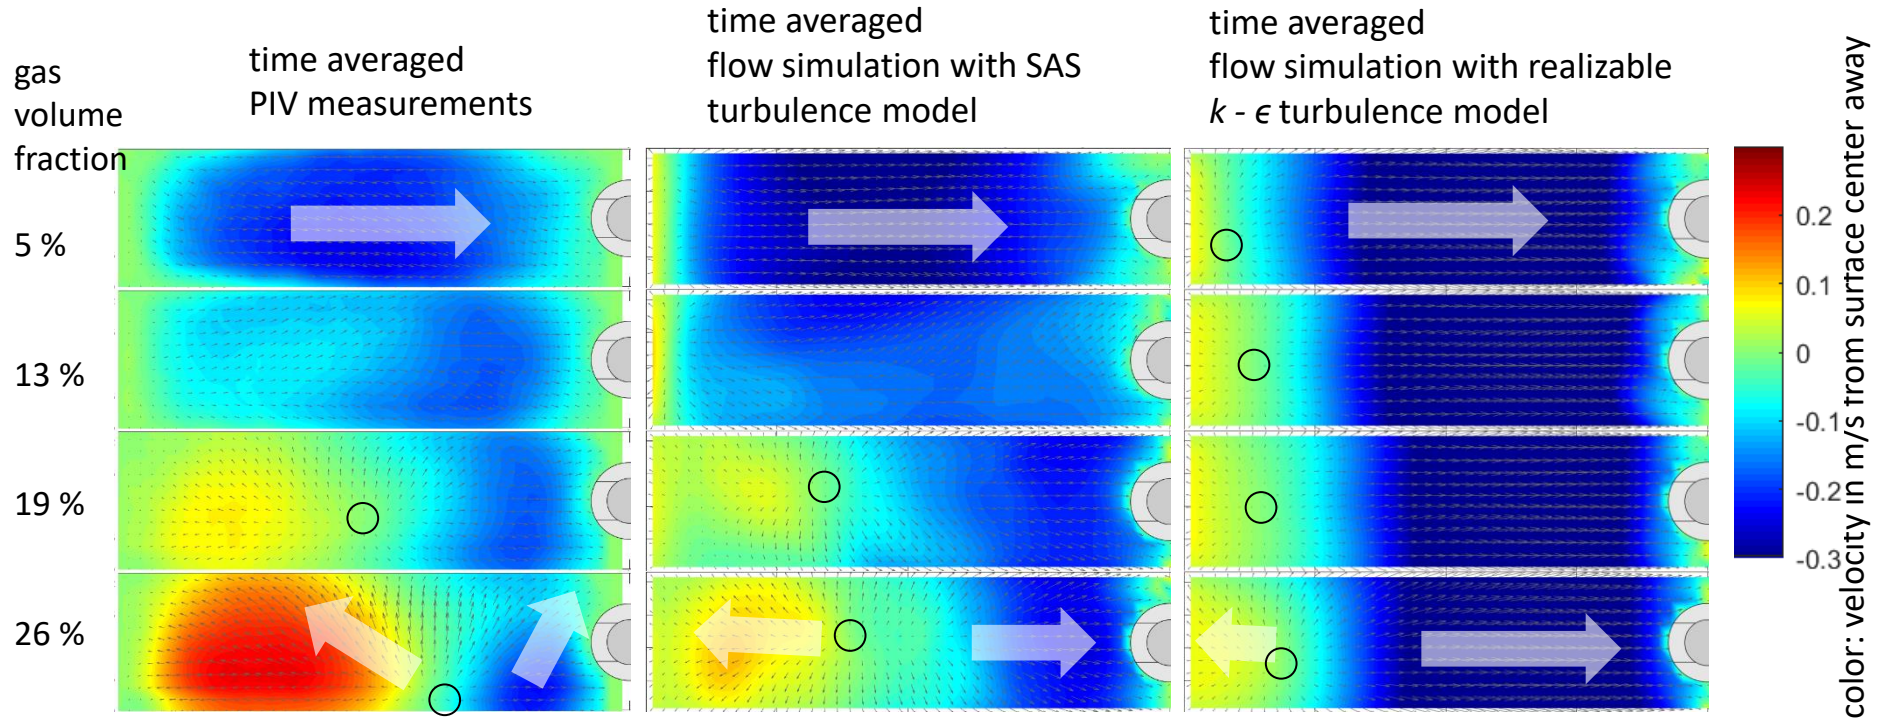 gas
volume
fraction
time averaged
PIV measurements
time averaged
flow simulation with SAS
turbulence model
time averaged
flow simulation with realizable
k - ϵ turbulence model
5 %
13 %
19 %
26 %
0.2
0.1
0
-0.1
-0.2
-0.3
color: velocity in m/s from surface center away